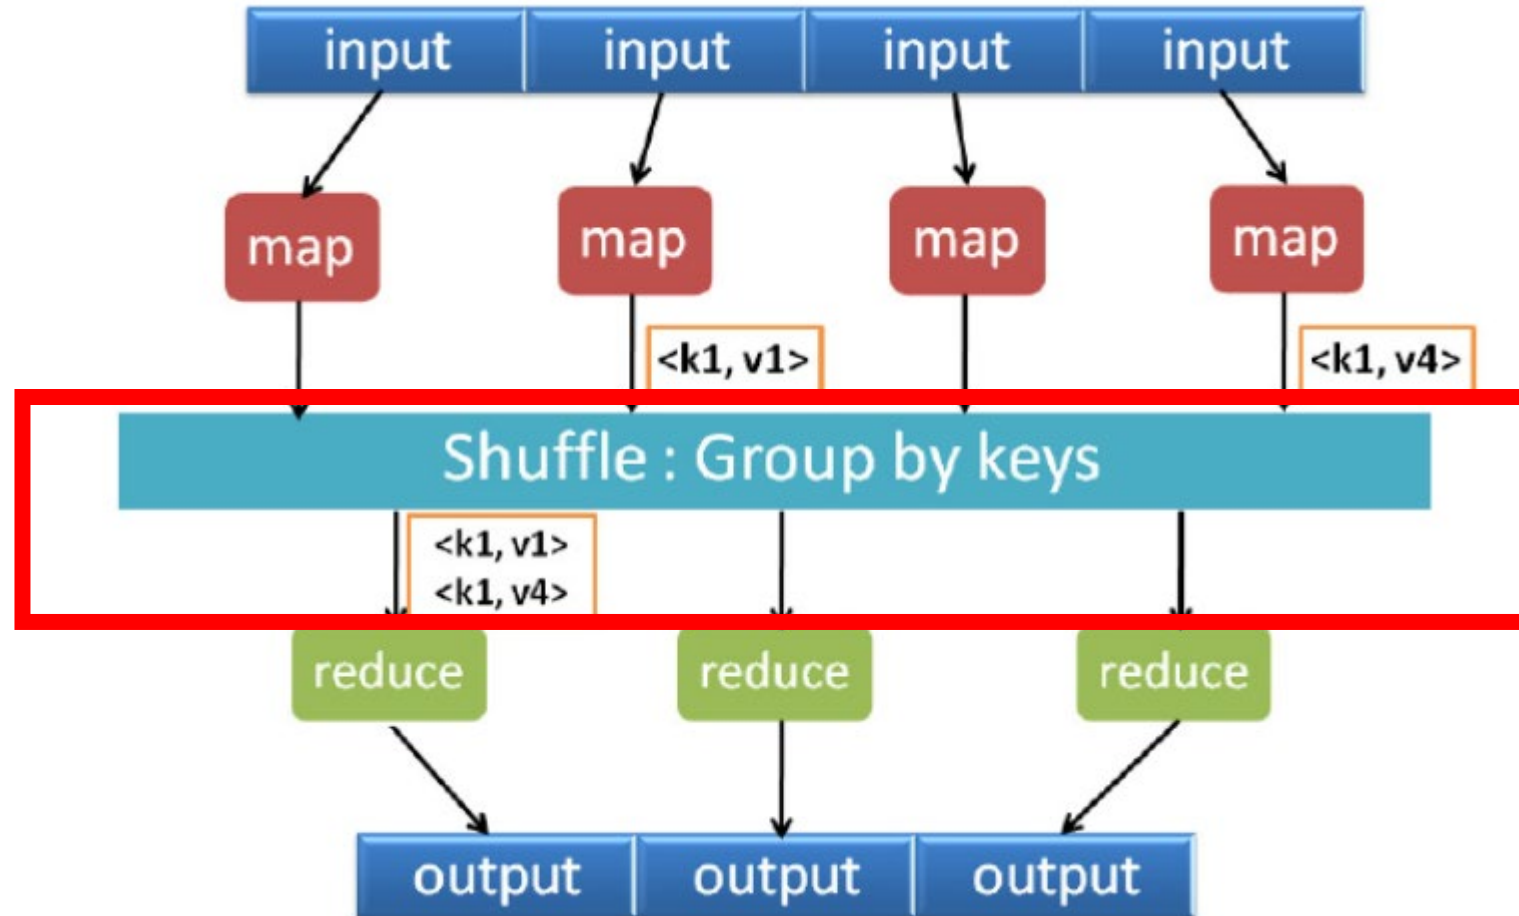 input input input input
map map map map
<k1, v1> <k1, v4>
Shuffle : Group by keys
<k1, v1>
<k1, v4>
reduce reduce reduce
output output output